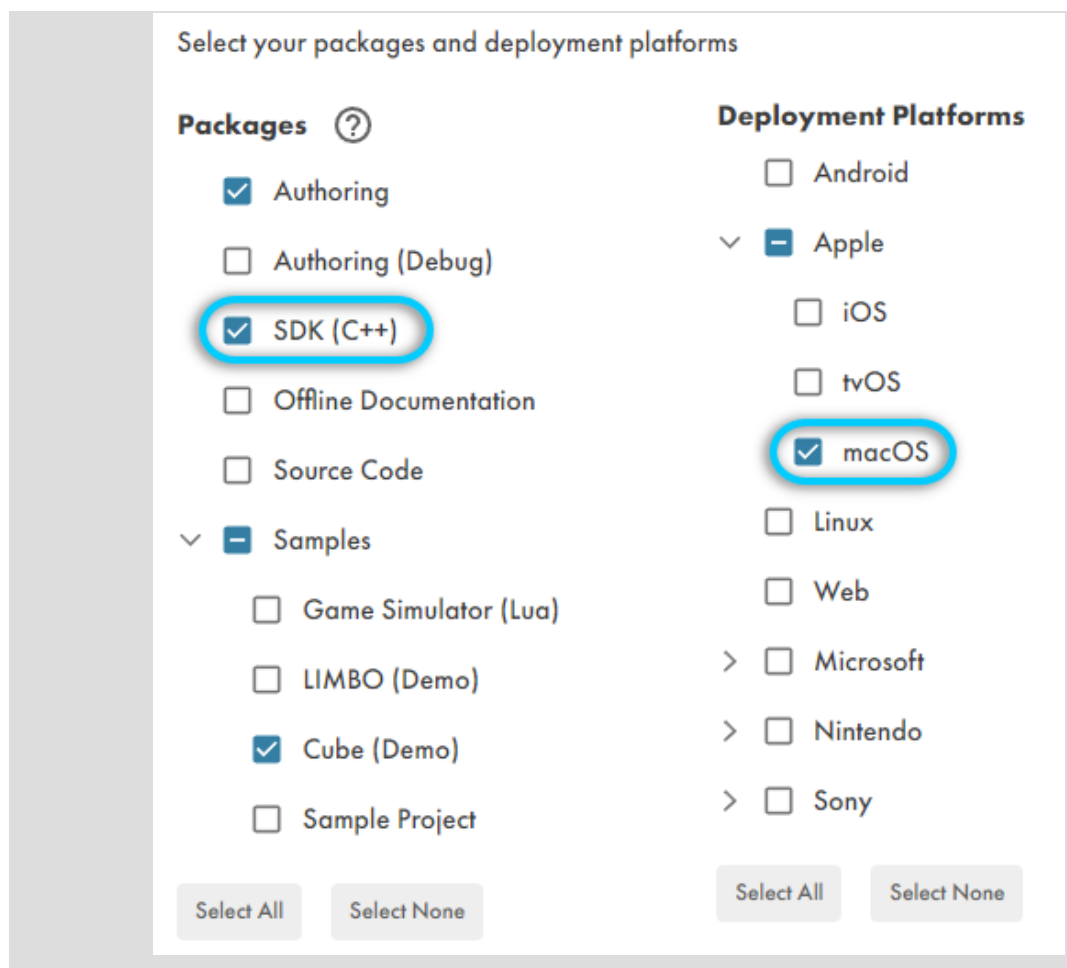 Select your packages and deployment platforms
Packages ?
Authoring
Authoring (Debug)
SDK (C++)
Offline Documentation
Source Code
Samples
Game Simulator (Lua)
LIMBO (Demo)
Cube (Demo)
Sample Project
Select All
Select None
Deployment Platforms
Android
Apple
iOS
tvOS
macOS
Linux
Web
Microsoft
Nintendo
Sony
Select All
Select None